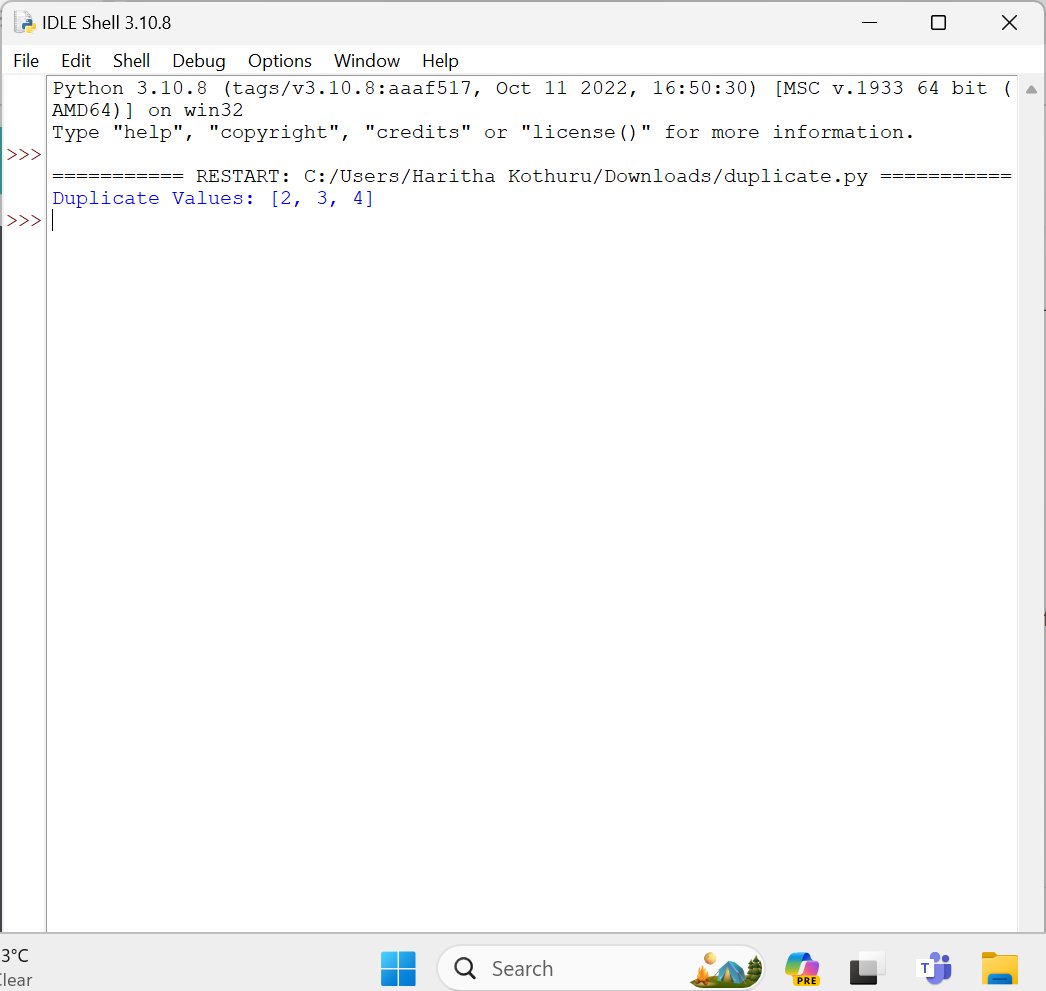 IDLE Shell 3.10.8
File Edit Shell Debug Options Window Help
Python 3.10.8 (tags/v3.10.8:aaaf517, Oct 11 2022, 16:50:30) [MSC v.1933 64 bit (
AMD64)] on win32
Type "help", "copyright", "credits" or "license()" for more information.
>>>
=========== RESTART: C:/Users/Haritha Kothuru/Downloads/duplicate.py ===========
Duplicate Values: [2, 3, 4]
>>>
3°C
lear
Search
PRE
T